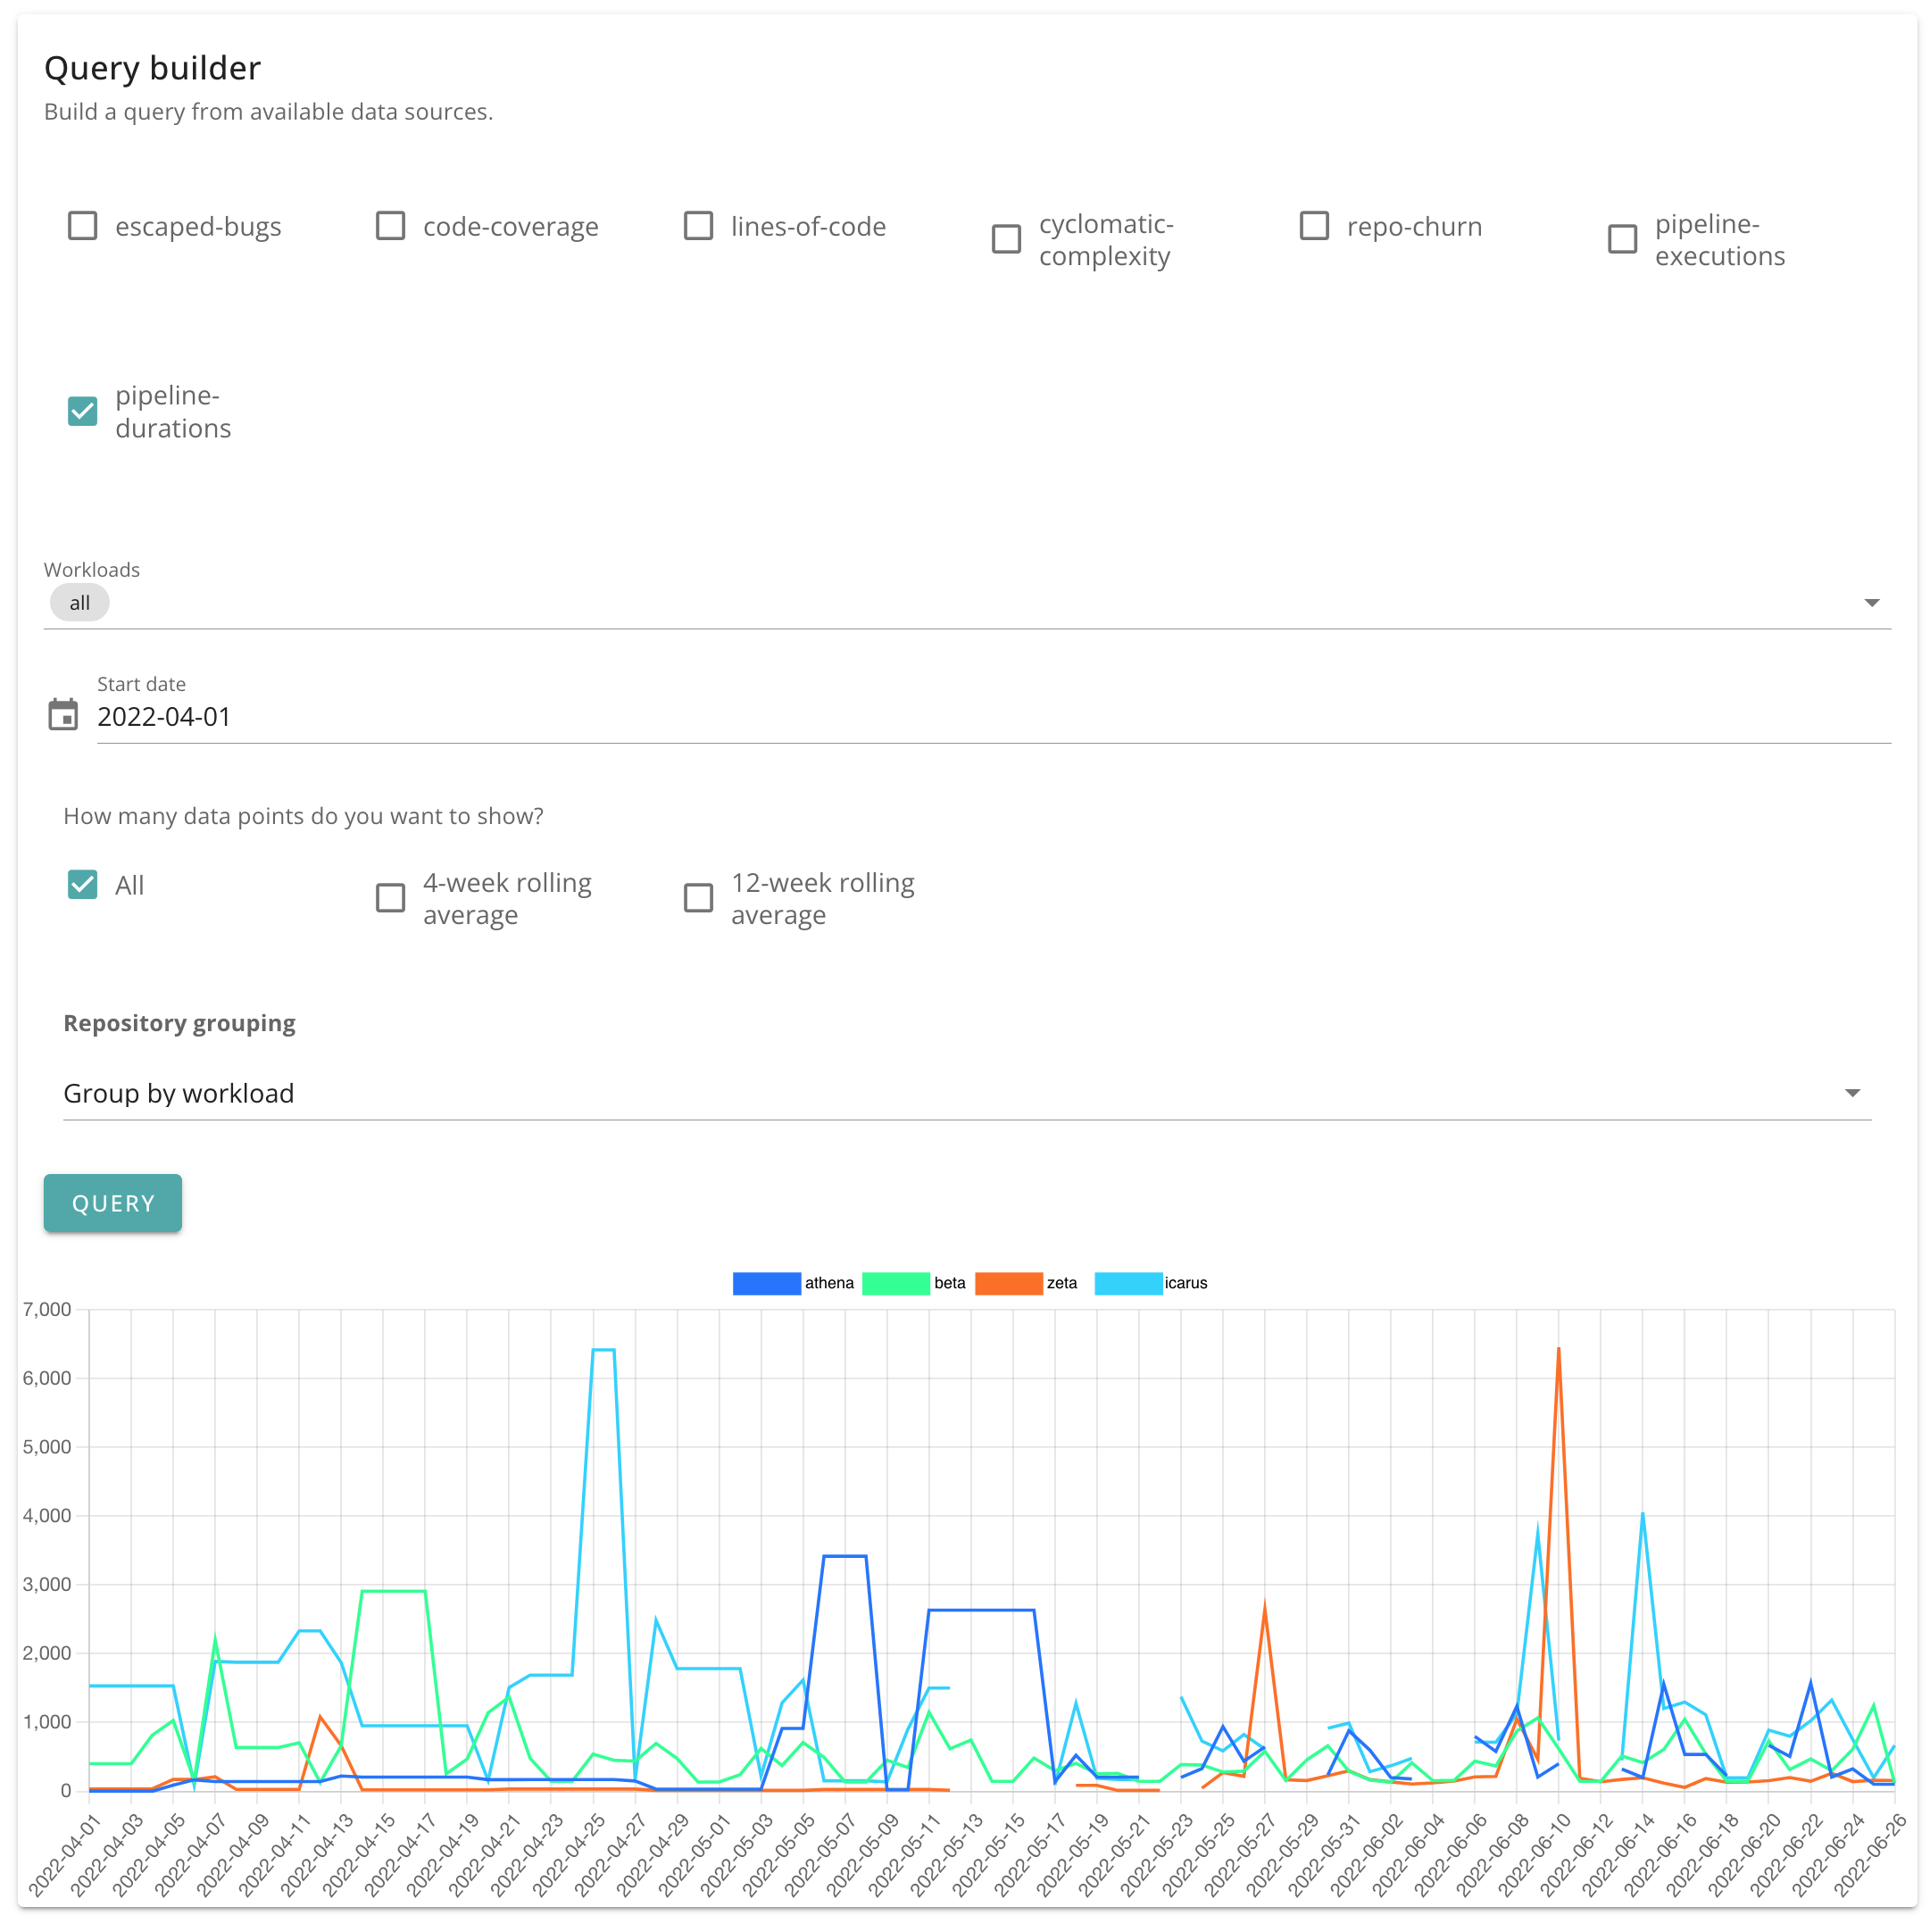 Query builder
Build a query from available data sources.
escaped-bugs
code-coverage
lines-of-code
cyclomatic-
complexity
repo-churn
pipeline-
executions
pipeline-
durations
Workloads
all
Start date
2022-04-01
How many data points do you want to show?
All
4-week rolling
average
12-week rolling
average
Repository grouping
Group by workload
QUERY
athena beta zeta icarus
7,000
6,000
5,000
4,000
3,000
2,000
1,000
0
2022-04-01
2022-04-03
2022-04-05
2022-04-07
2022-04-09
2022-04-11
2022-04-13
2022-04-15
2022-04-17
2022-04-19
2022-04-21
2022-04-23
2022-04-25
2022-04-27
2022-04-29
2022-05-01
2022-05-03
2022-05-05
2022-05-07
2022-05-09
2022-05-11
2022-05-13
2022-05-15
2022-05-17
2022-05-19
2022-05-21
2022-05-23
2022-05-25
2022-05-27
2022-05-29
2022-05-31
2022-06-02
2022-06-04
2022-06-06
2022-06-08
2022-06-10
2022-06-12
2022-06-14
2022-06-16
2022-06-18
2022-06-20
2022-06-22
2022-06-24
2022-06-26